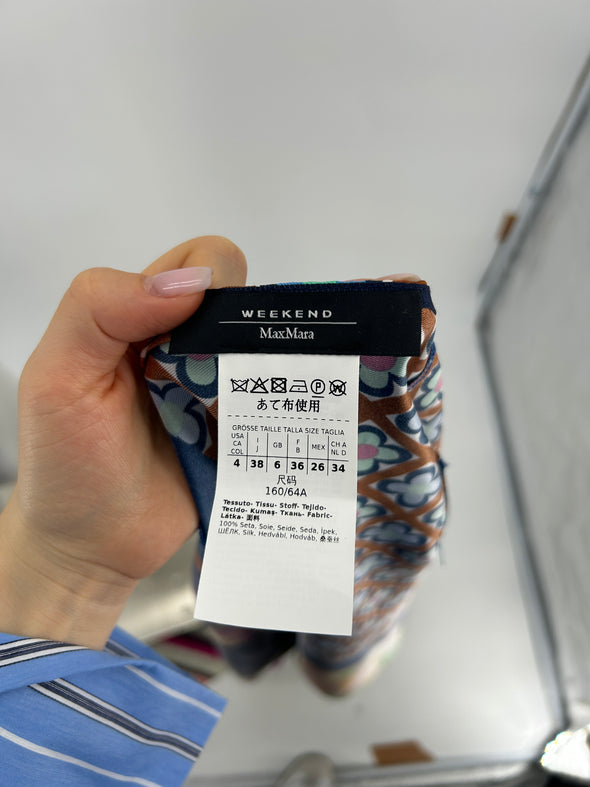 WEEKEND
MaxMara
P W
あて布使用
GRÖSSE TAILLE TALLA SIZE TAGLIA
USA CA COL I J GB F B MEX CH A NL D
4 38 6 36 26 34
尺码
160/64A
Tessuto- Tissu- Stoff- Tejido-
Tecido- Kumaş- Ткань- Fabric-
Látka- 面料
100% Seta, Soie, Seide, Seda, İpek,
ШЁЛК, Silk, Hedvábí, Hodváb, 桑蚕丝